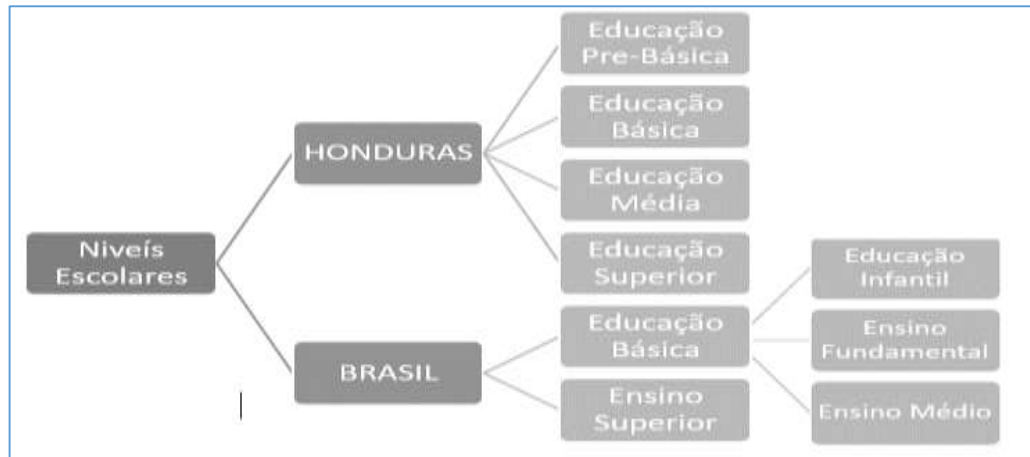 Niveís
Escolares
HONDURAS
Educação
Pre-Básica
Educação
Básica
Educação
Média
Educação
Superior
BRASIL
Educação
Básica
Educação
Infantil
Ensino
Fundamental
Ensino Médio
Ensino
Superior